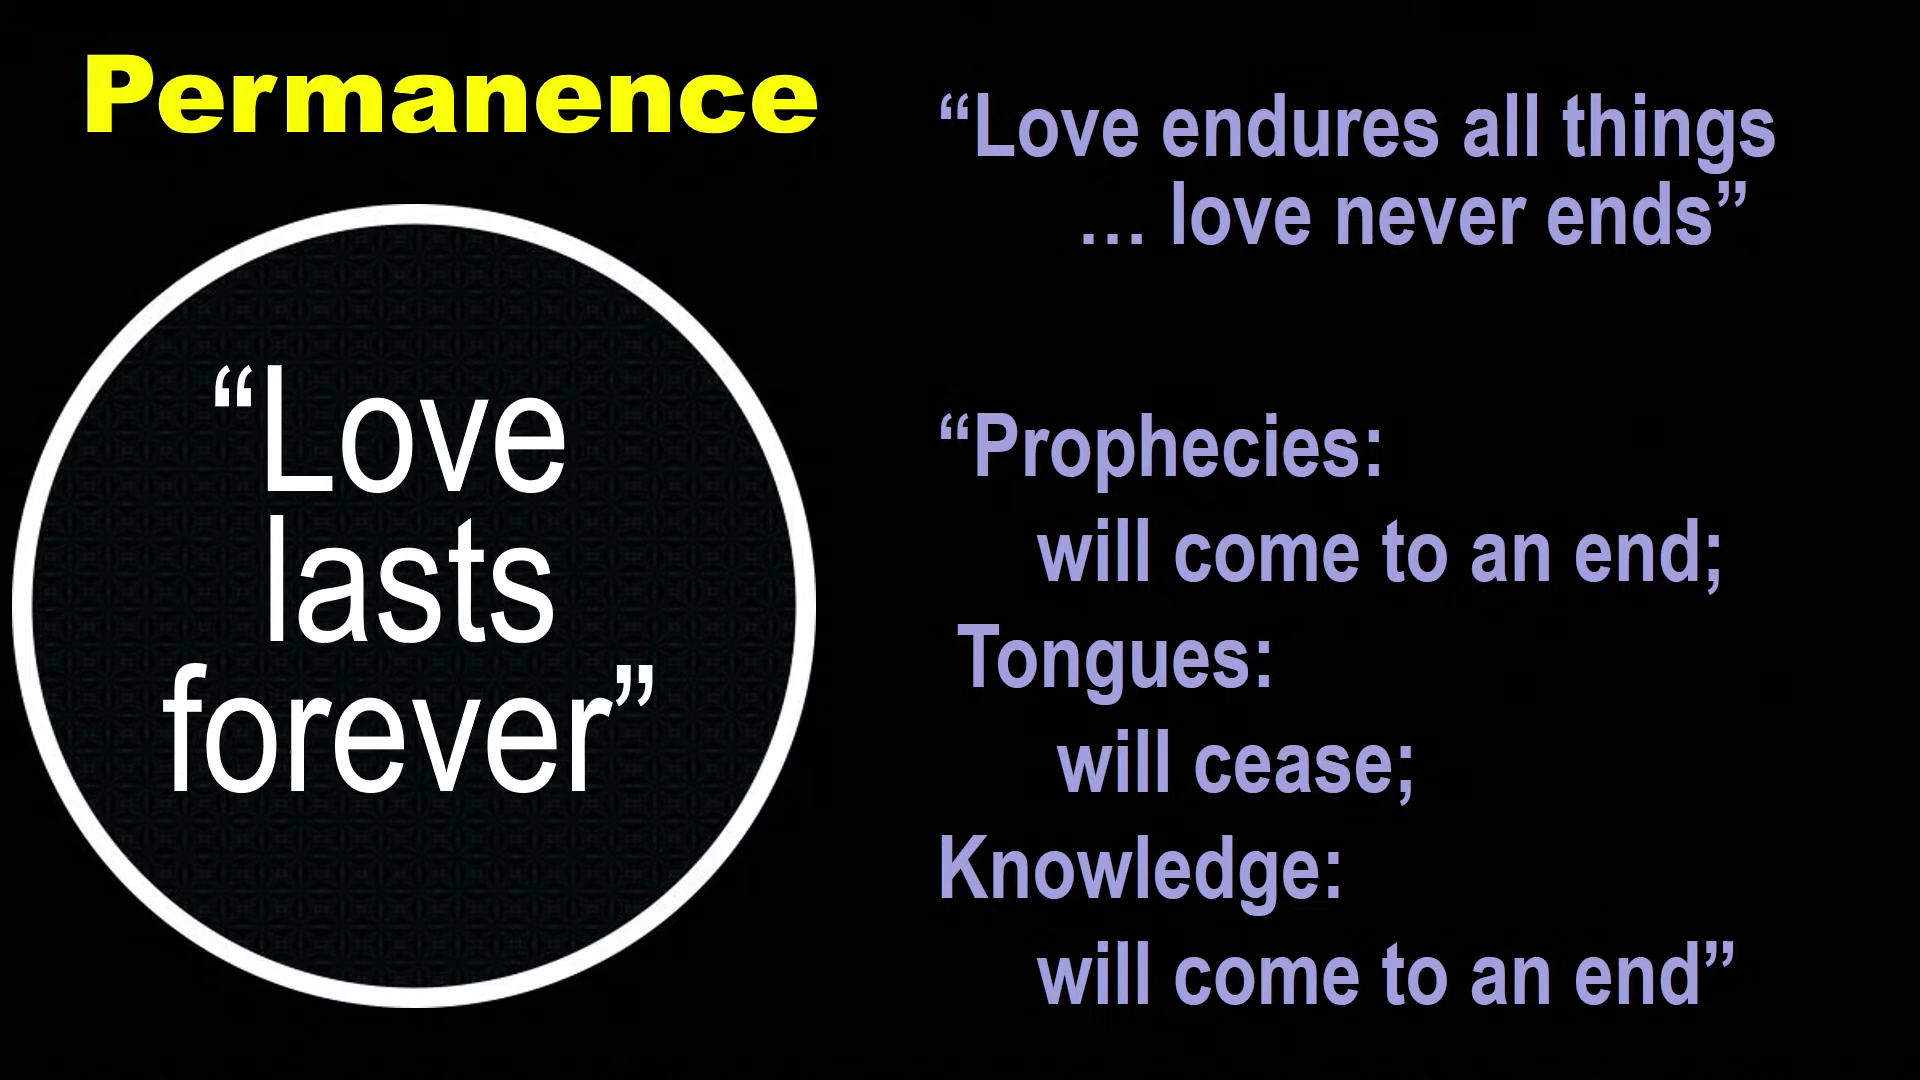 Permanence
“Love
lasts
forever”
“Love endures all things
… love never ends”
“Prophecies:
will come to an end;
Tongues:
will cease;
Knowledge:
will come to an end”